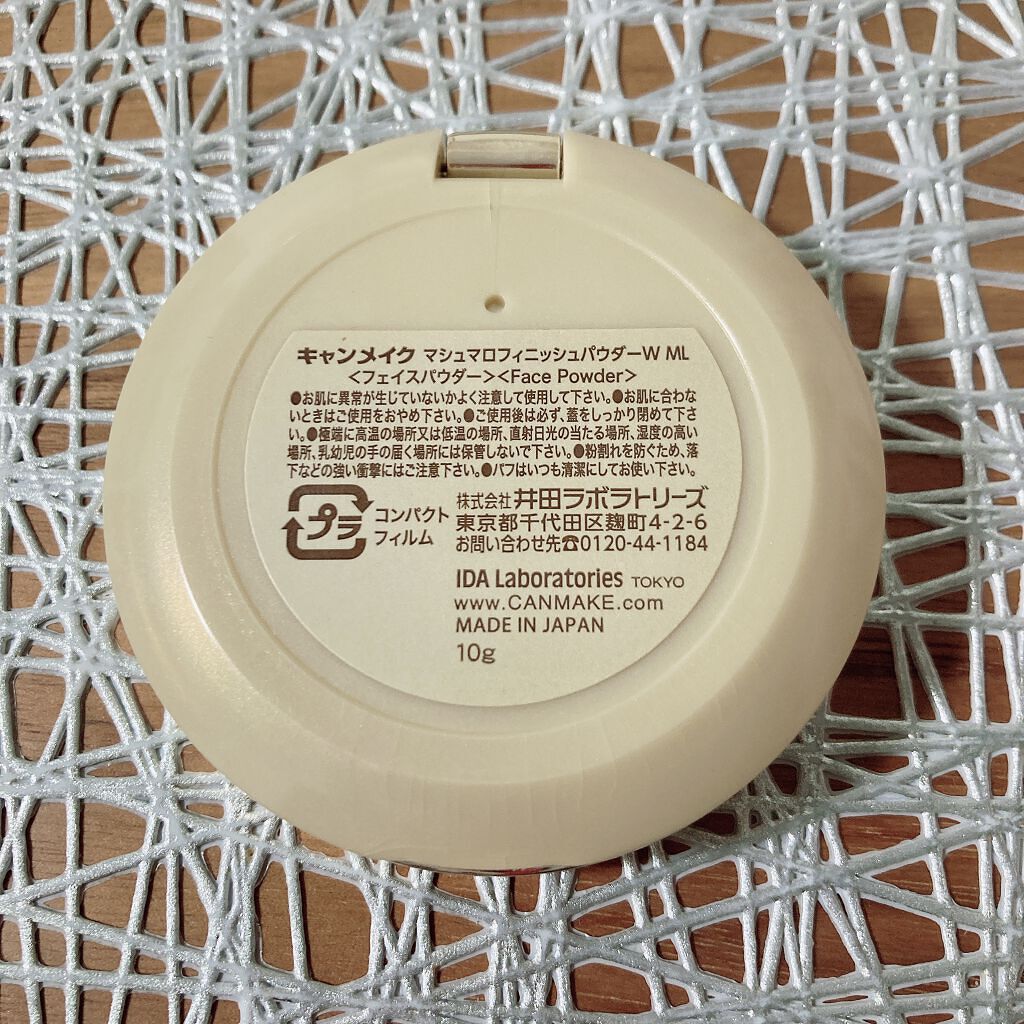 キャンメイク マシュマロフィニッシュパウダーW ML
<フェイスパウダー><Face Powder>
●お肌に異常が生じていないかよく注意して使用して下さい。●お肌に合わな
いときはご使用をおやめ下さい。●ご使用後は必ず、蓋をしっかり閉めて下さ
い。●極端に高温の場所又は低温の場所、直射日光の当たる場所、湿度の高い
場所、乳幼児の手の届く場所には保管しないで下さい。●粉割れを防ぐため、落
下などの強い衝撃にはご注意下さい。●パフはいつも清潔にしてお使い下さい。
プラ
コンパクト
フィルム
株式会社 井田ラボラトリーズ
東京都千代田区麹町4-2-6
お問い合わせ先☎0120-44-1184
IDA Laboratories TOKYO
www.CANMAKE.com
MADE IN JAPAN
10g